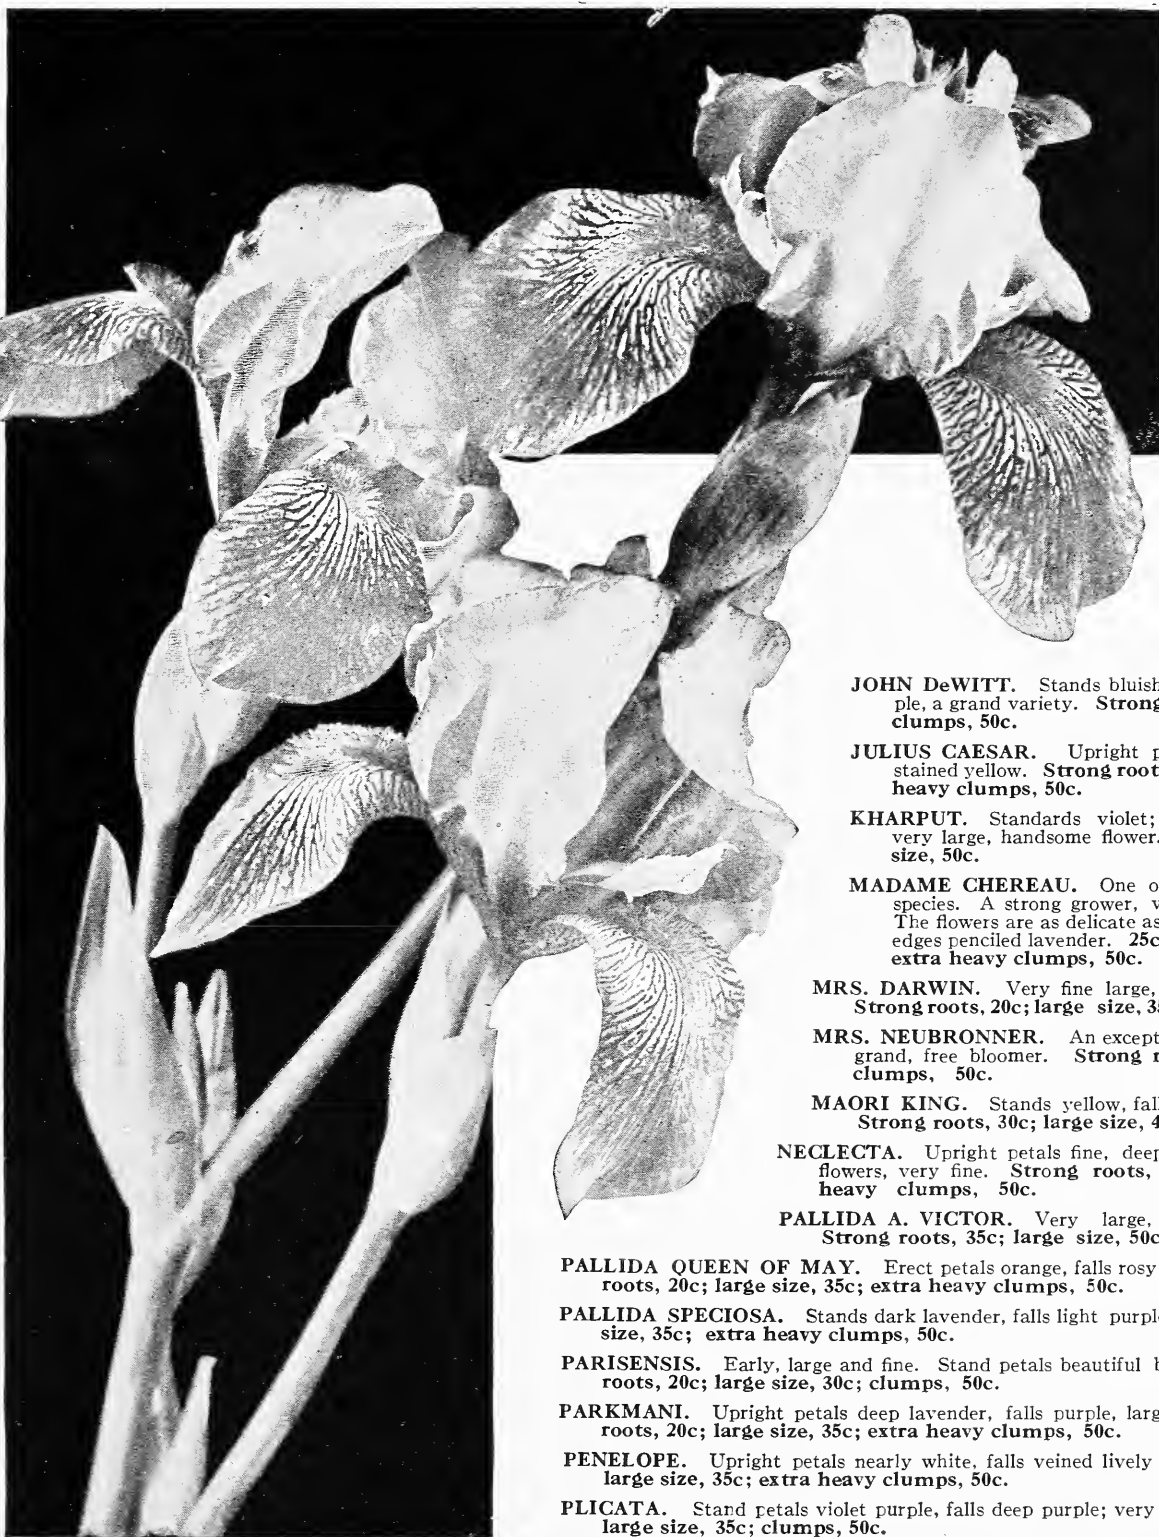 JOHN DeWITT. Stands bluish
ple, a grand variety. Strong
clumps, 50c.
JULIUS CAESAR. Upright p
stained yellow. Strong root
heavy clumps, 50c.
KHARPUT. Standards violet;
very large, handsome flower.
size, 50c.
MADAME CHEREAU. One o
species. A strong grower, v
The flowers are as delicate as
edges penciled lavender. 25c
extra heavy clumps, 50c.
MRS. DARWIN. Very fine large,
Strong roots, 20c; large size, 35
MRS. NEUBRONNER. An except
grand, free bloomer. Strong r
clumps, 50c.
MAORI KING. Stands yellow, fall
Strong roots, 30c; large size, 4
NECLECTA. Upright petals fine, deep
flowers, very fine. Strong roots,
heavy clumps, 50c.
PALLIDA A. VICTOR. Very large,
Strong roots, 35c; large size, 50c
PALLIDA QUEEN OF MAY. Erect petals orange, falls rosy
roots, 20c; large size, 35c; extra heavy clumps, 50c.
PALLIDA SPECIOSA. Stands dark lavender, falls light purpl
size, 35c; extra heavy clumps, 50c.
PARISENSIS. Early, large and fine. Stand petals beautiful b
roots, 20c; large size, 30c; clumps, 50c.
PARKMANI. Upright petals deep lavender, falls purple, larg
roots, 20c; large size, 35c; extra heavy clumps, 50c.
PENELOPE. Upright petals nearly white, falls veined lively
large size, 35c; extra heavy clumps, 50c.
PLICATA. Stand petals violet purple, falls deep purple; very
large size, 35c; clumps, 50c.